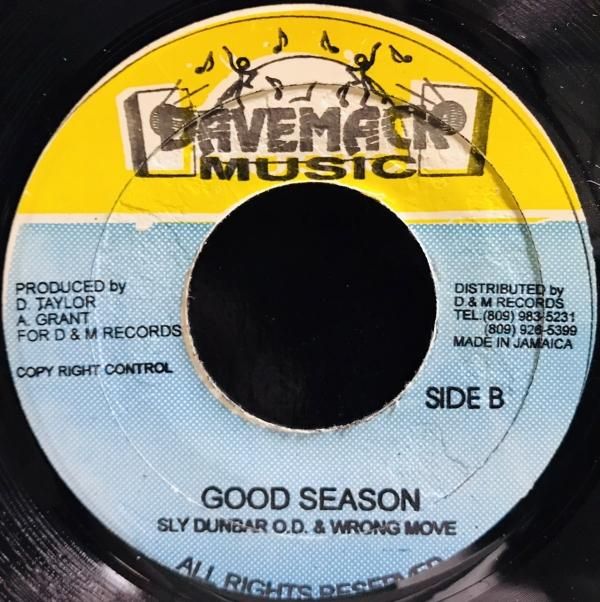 DAVEMACK
MUSIC
PRODUCED by
D. TAYLOR
A. GRANT
FOR D & M RECORDS
COPY RIGHT CONTROL
DISTRIBUTED by
D & M RECORDS
TEL:(809) 983-5231
(809) 926-5399
MADE IN JAMAICA
SIDE B
GOOD SEASON
SLY DUNBAR O.D. & WRONG MOVE
ALL RIGHTS RESERVED